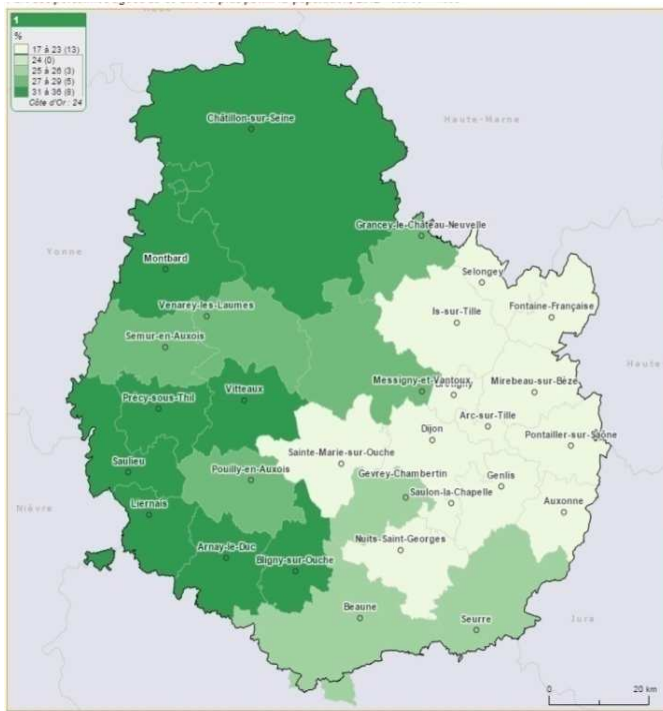 1
%
17 à 23 (13)
24 (0)
25 à 26 (3)
27 à 29 (5)
31 à 36 (8)
Côte d'Or : 24
Châtillon-sur-Seine
Haute-Marne
Grancey-le-Château-Neuvelle
Yonne
Montbard
Selongey
Venarey-les-Laumes
Is-sur-Tille
Fontaine-Française
Semur-en-Auxois
Haute
Messigny-et-Vantoux
Mirebeau-sur-Bèze
Vitteaux
Précy-sous-Thil
Arc-sur-Tille
Dijon
Pontailler-sur-Saône
Sainte-Marie-sur-Ouche
Saulieu
Pouilly-en-Auxois
Gevrey-Chambertin
Genlis
Saulon-la-Chapelle
Nièvre
Liernais
Auxonne
Nuits-Saint-Georges
Arnay-le-Duc
Bligny-sur-Ouche
Beaune
Seurre
Jura
0 20 km